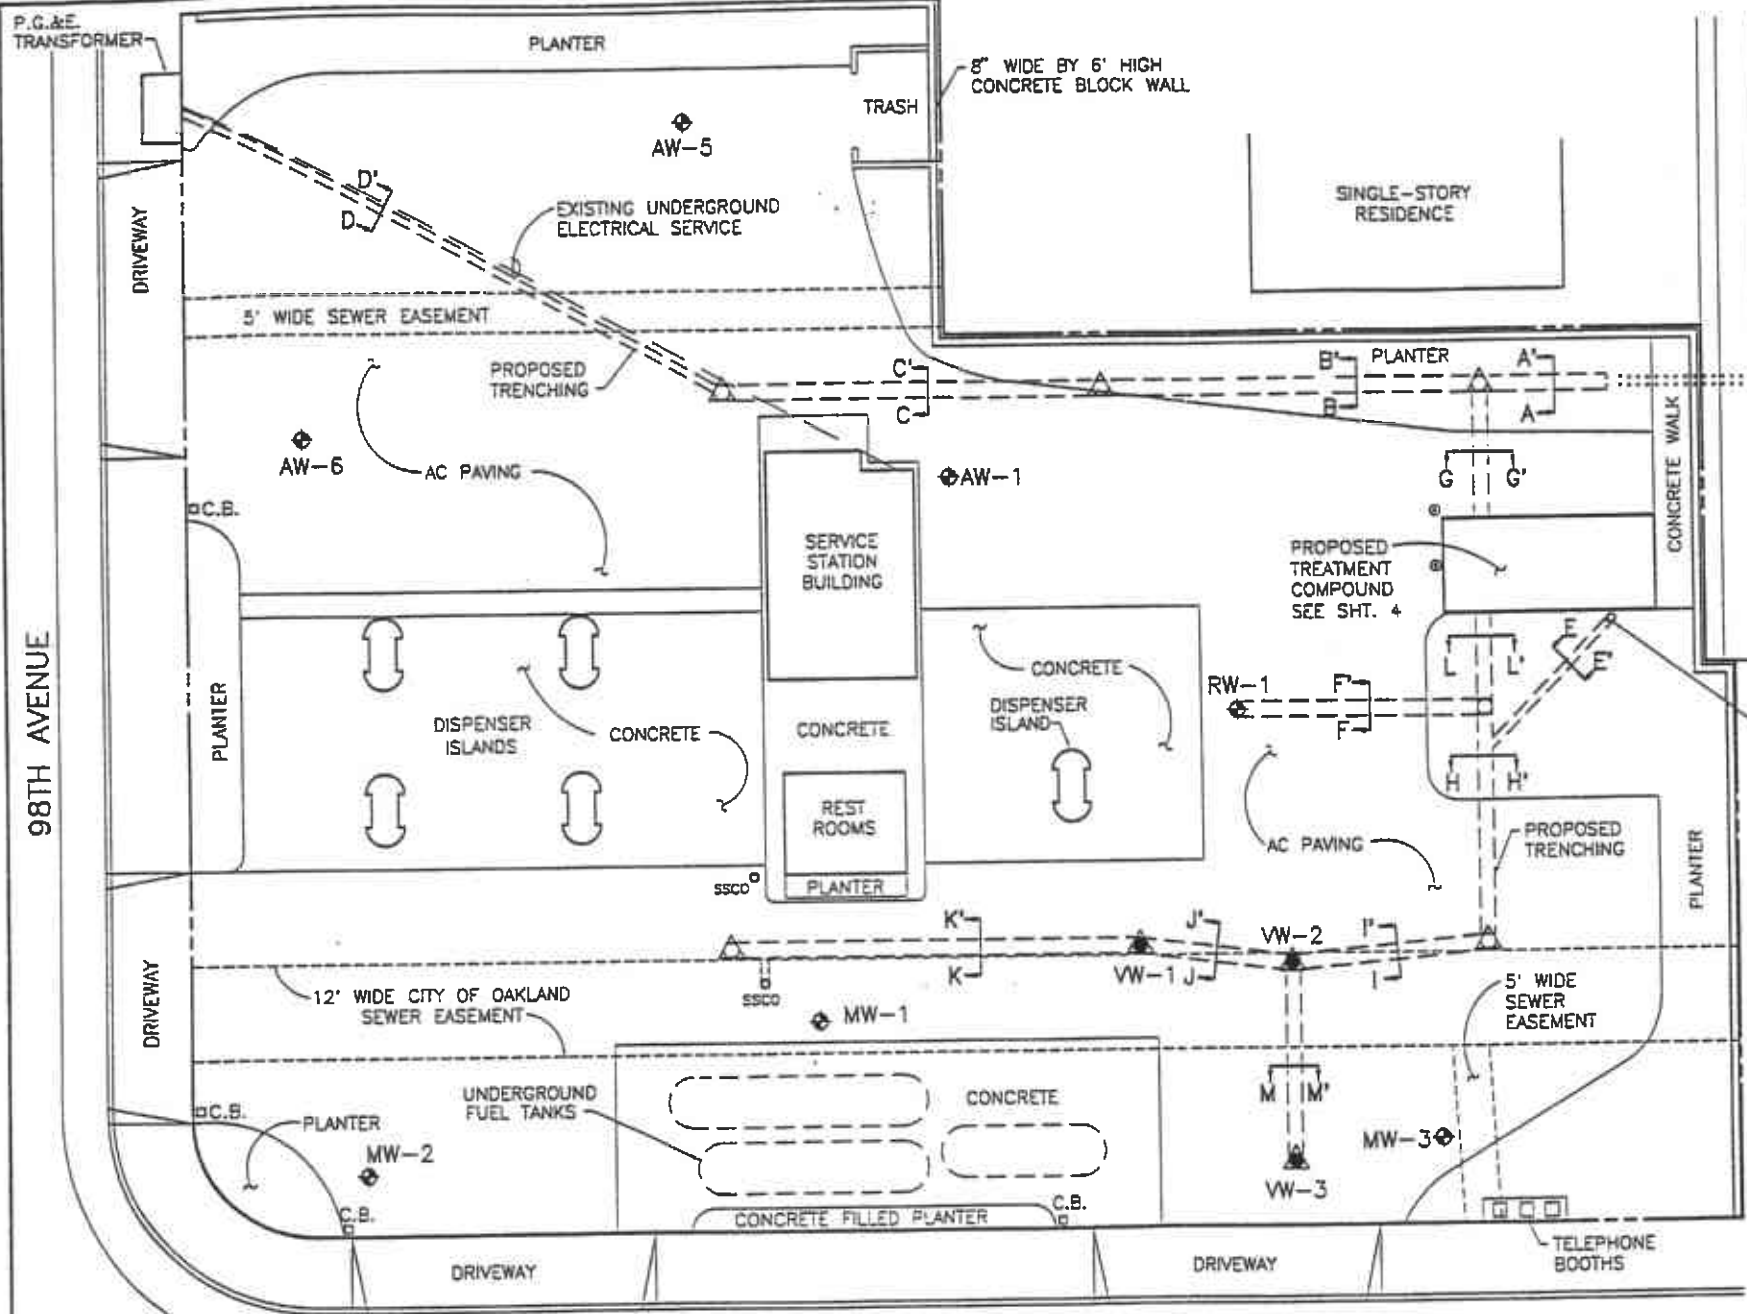 P.G.&E.
TRANSFORMER
PLANTER
8" WIDE BY 6' HIGH
CONCRETE BLOCK WALL
TRASH
AW-5
SINGLE-STORY
RESIDENCE
D'
D
EXISTING UNDERGROUND
ELECTRICAL SERVICE
DRIVEWAY
5' WIDE SEWER EASEMENT
PROPOSED
TRENCHING
C'
C
B'
B
PLANTER
A'
A
AW-6
AC PAVING
AW-1
G
G'
CONCRETE WALK
C.B.
SERVICE
STATION
BUILDING
PROPOSED
TREATMENT
COMPOUND
SEE SHT. 4
98TH AVENUE
PLANTER
DISPENSER
ISLANDS
CONCRETE
CONCRETE
CONCRETE
DISPENSER
ISLAND
RW-1
F'
F
L
L'
E
E'
H
H'
REST
ROOMS
PLANTER
SSCO
AC PAVING
PROPOSED
TRENCHING
PLANTER
K'
K
J'
J
VW-1
VW-2
I'
I
DRIVEWAY
12' WIDE CITY OF OAKLAND
SEWER EASEMENT
SSCO
MW-1
5' WIDE
SEWER
EASEMENT
UNDERGROUND
FUEL TANKS
CONCRETE
M
M'
C.B.
PLANTER
MW-2
MW-3
VW-3
C.B.
CONCRETE FILLED PLANTER
C.B.
DRIVEWAY
DRIVEWAY
TELEPHONE
BOOTHS